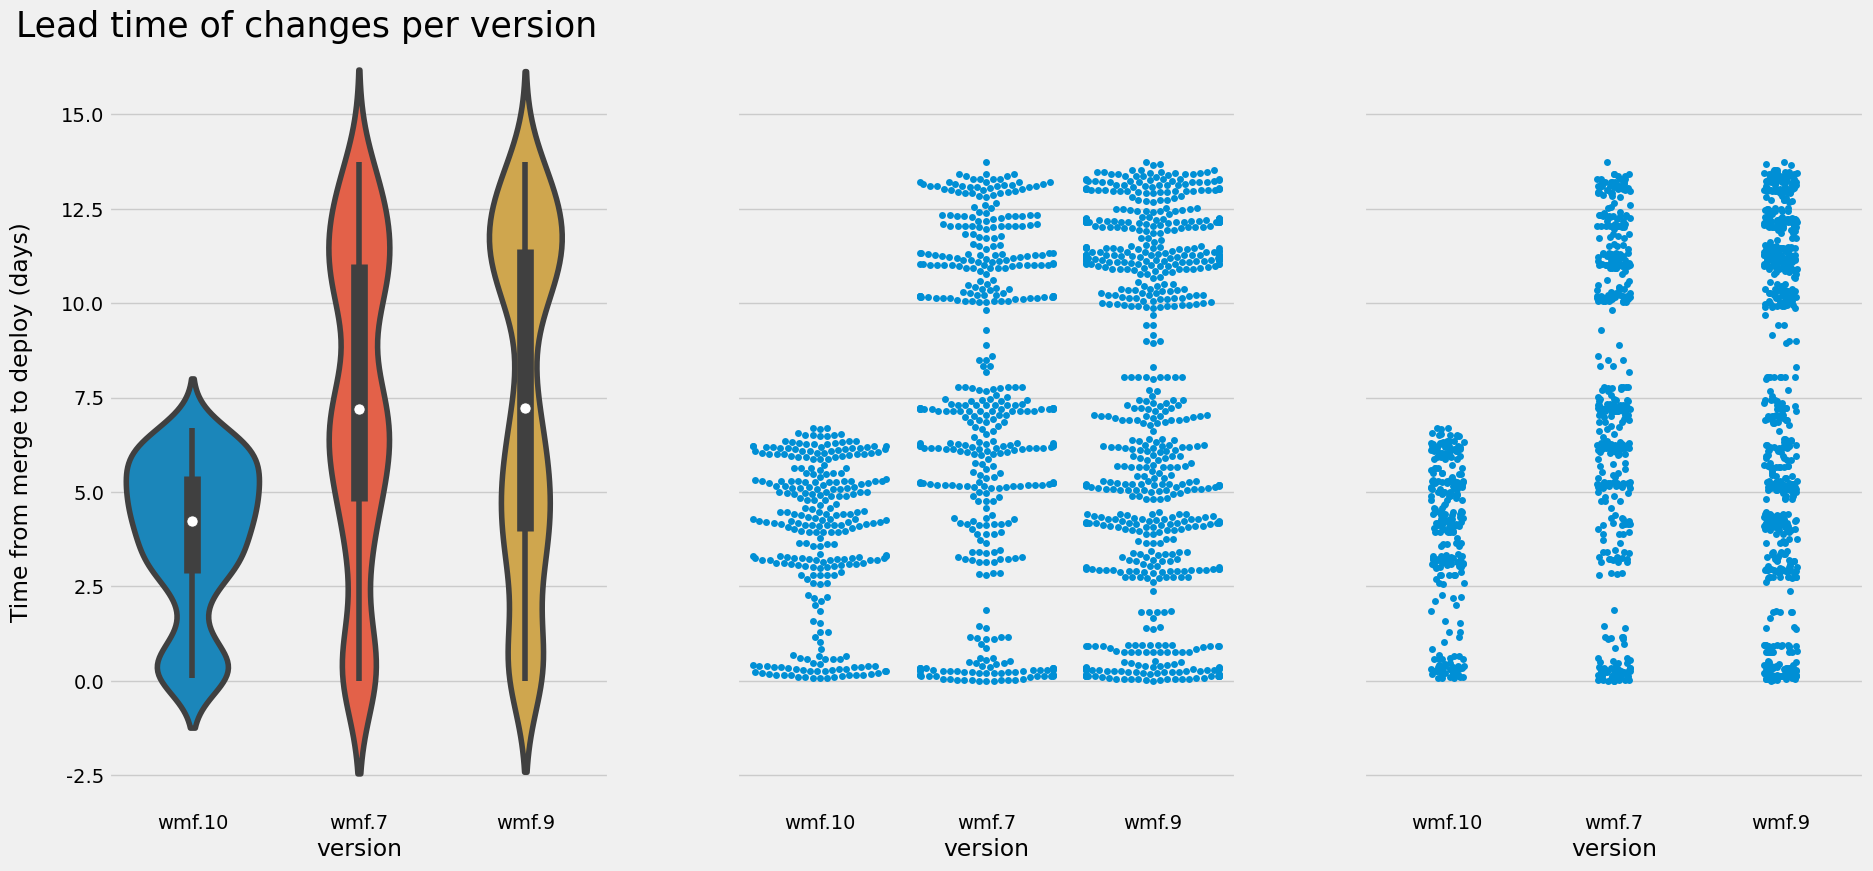 Lead time of changes per version
Time from merge to deploy (days)
15.0
12.5
10.0
7.5
5.0
2.5
0.0
-2.5
wmf.10 wmf.7 wmf.9
version
wmf.10 wmf.7 wmf.9
version
wmf.10 wmf.7 wmf.9
version